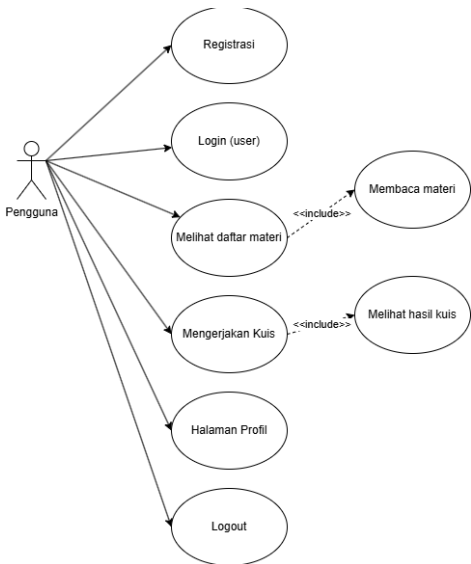 Registrasi
Login (user)
Pengguna
Membaca materi
<<include>>
Melihat daftar materi
Melihat hasil kuis
<<include>>
Mengerjakan Kuis
Halaman Profil
Logout